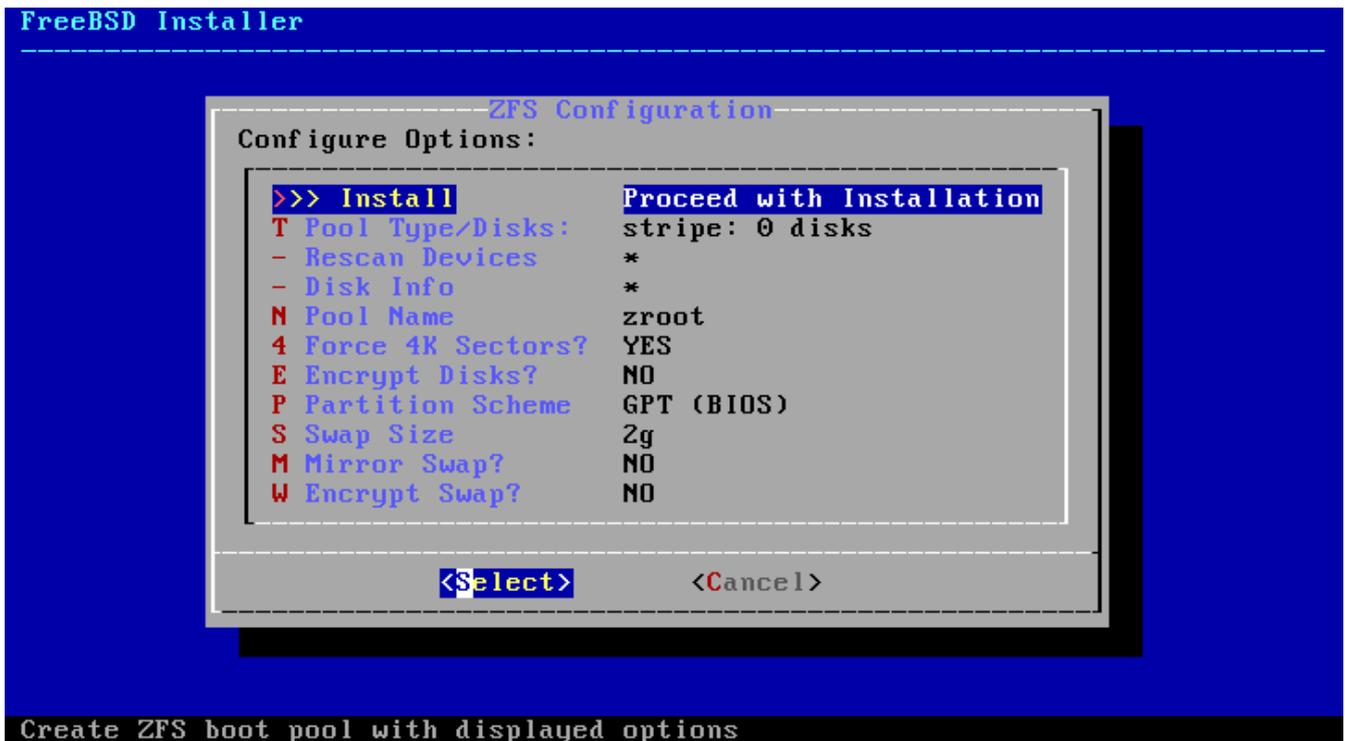 FreeBSD Installer
ZFS Configuration
Configure Options:
>>> Install Proceed with Installation
T Pool Type/Disks: stripe: 0 disks
- Rescan Devices *
- Disk Info *
N Pool Name zroot
4 Force 4K Sectors? YES
E Encrypt Disks? NO
P Partition Scheme GPT (BIOS)
S Swap Size 2g
M Mirror Swap? NO
W Encrypt Swap? NO
<Select> <Cancel>
Create ZFS boot pool with displayed options